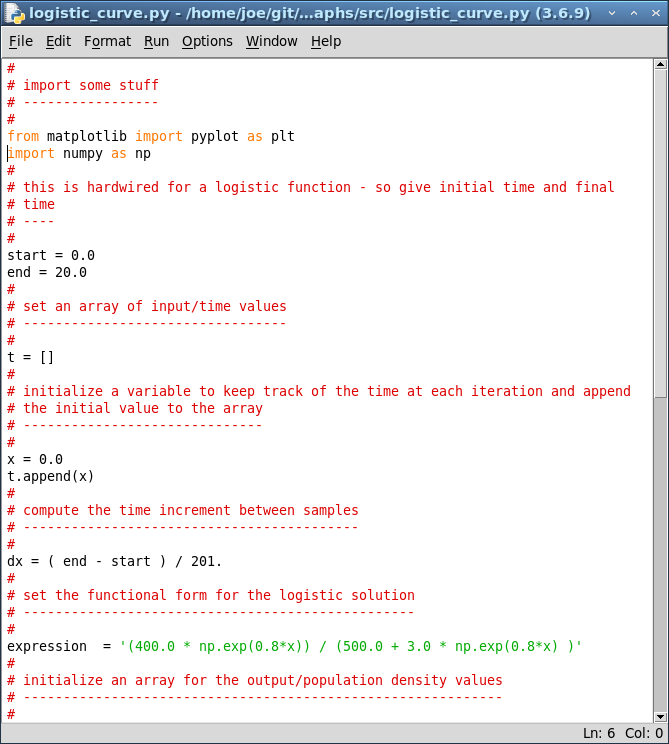 logistic_curve.py - /home/joe/git/...aphs/src/logistic_curve.py (3.6.9)
File Edit Format Run Options Window Help
#
# import some stuff
# -----------------
#
from matplotlib import pyplot as plt
import numpy as np
#
# this is hardwired for a logistic function - so give initial time and final
# time
# ----
#
start = 0.0
end = 20.0
#
# set an array of input/time values
# ---------------------------------
#
t = []
#
# initialize a variable to keep track of the time at each iteration and append
# the initial value to the array
# ------------------------------
#
x = 0.0
t.append(x)
#
# compute the time increment between samples
# ------------------------------------------
#
dx = ( end - start ) / 201.
#
# set the functional form for the logistic solution
# -------------------------------------------------
#
expression  = '(400.0 * np.exp(0.8*x)) / (500.0 + 3.0 * np.exp(0.8*x) )'
#
# initialize an array for the output/population density values
# ------------------------------------------------------------
#
Ln: 6 Col: 0